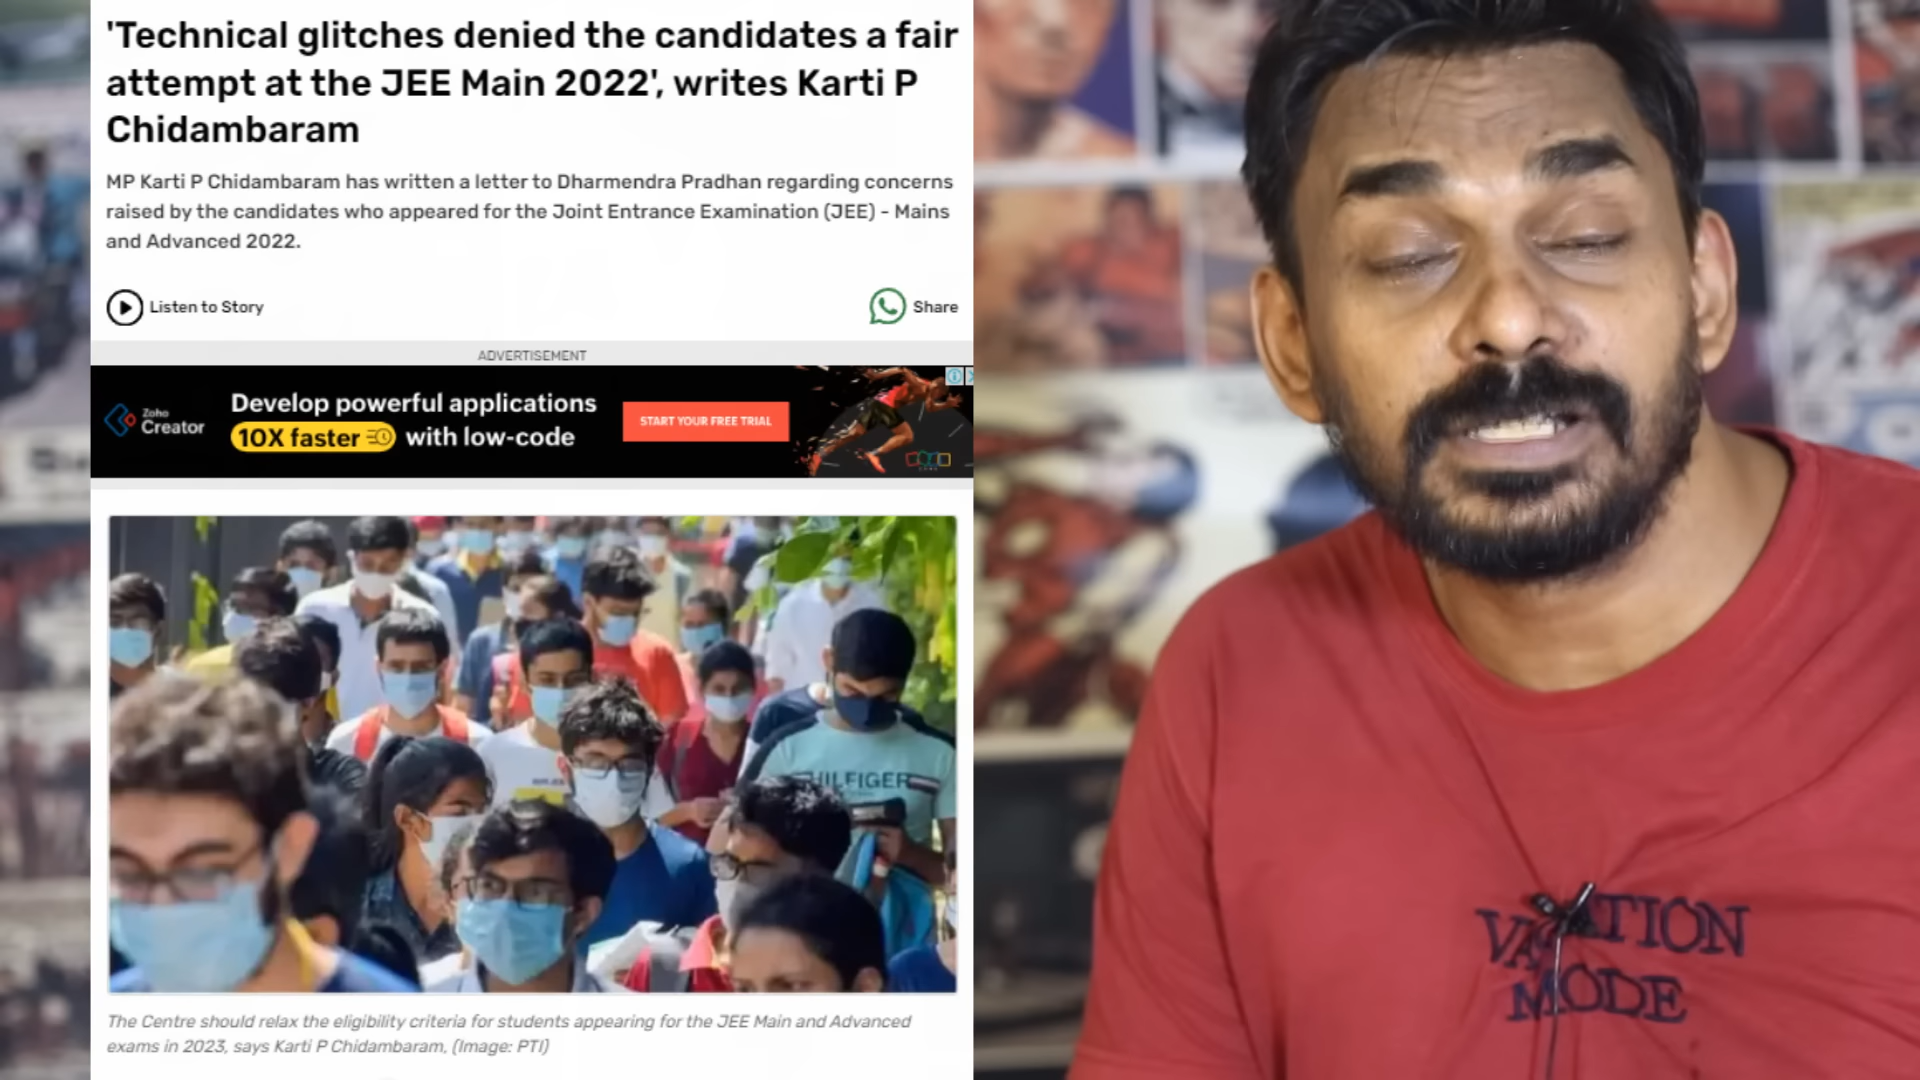 'Technical glitches denied the candidates a fair
attempt at the JEE Main 2022', writes Karti P
Chidambaram
MP Karti P Chidambaram has written a letter to Dharmendra Pradhan regarding concerns
raised by the candidates who appeared for the Joint Entrance Examination (JEE) - Mains
and Advanced 2022.
Listen to Story
Share
ADVERTISEMENT
Zoho
Creator
Develop powerful applications
10X faster with low-code
START YOUR FREE TRIAL
HILFIGER
The Centre should relax the eligibility criteria for students appearing for the JEE Main and Advanced
exams in 2023, says Karti P Chidambaram, (Image: PTI)
VACATION
MODE